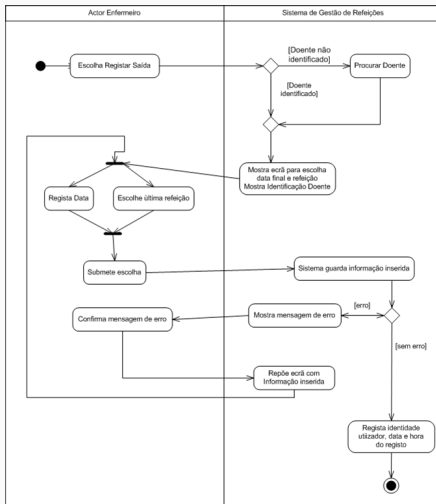 Actor Enfermeiro
Sistema de Gestão de Refeições
Escolha Registar Saída
[Doente não
identificado]
Procurar Doente
[Doente
identificado]
Mostra ecrã para escolha
data final e refeição
Mostra Identificação Doente
Regista Data
Escolhe última refeição
Submete escolha
Sistema guarda informação inserida
[erro]
Mostra mensagem de erro
Confirma mensagem de erro
[sem erro]
Repõe ecrã com
Informação inserida
Regista identidade
utiizador, data e hora
do registo